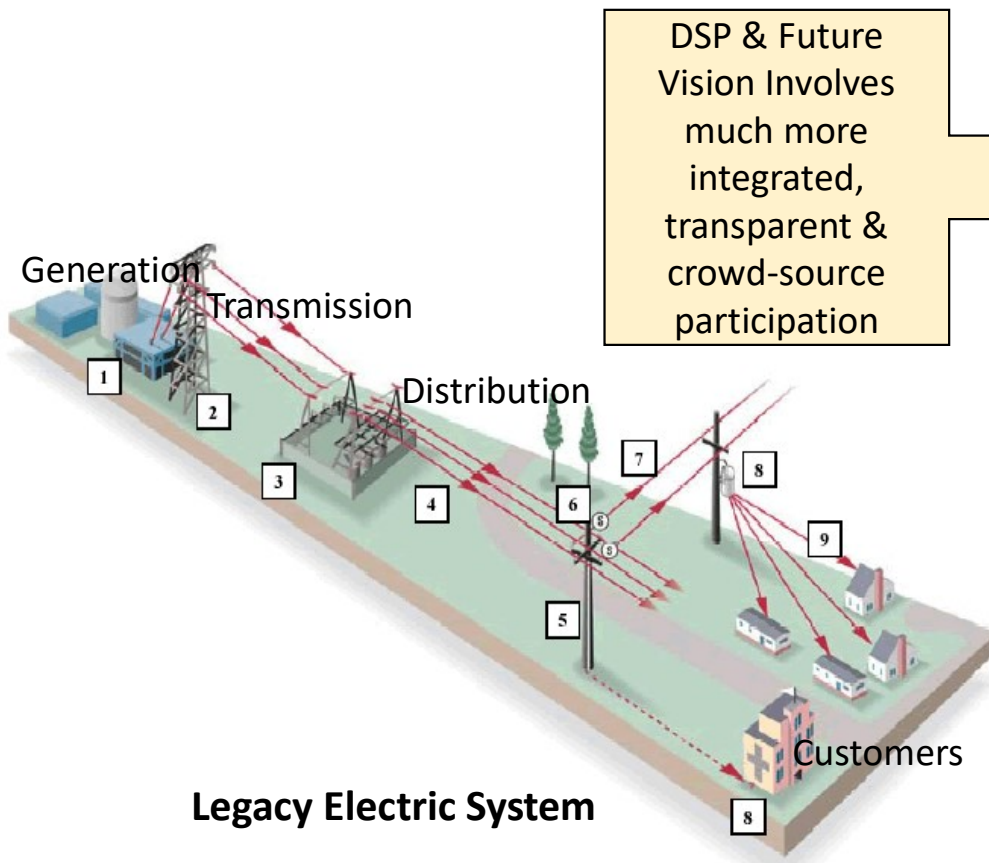 DSP & Future
Vision Involves
much more
integrated,
transparent &
crowd-source
participation
Generation
Transmission
Distribution
1
2
3
4
7
6
8
S
S
9
5
Customers
Legacy Electric System
8